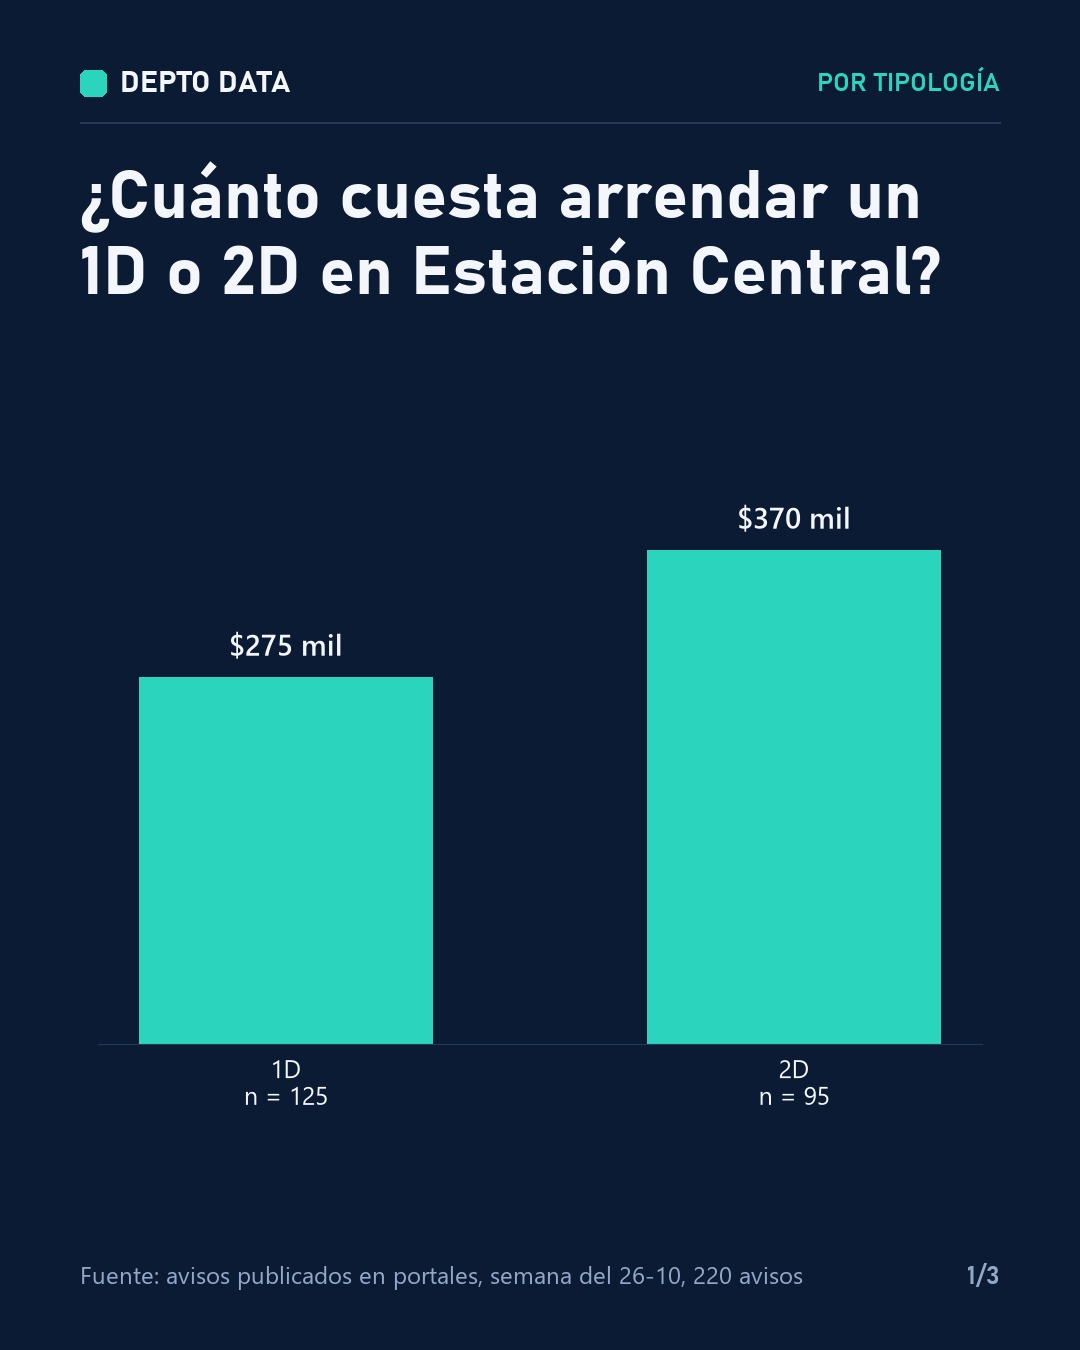 DEPTO DATA
POR TIPOLOGÍA
¿Cuánto cuesta arrendar un
1D o 2D en Estación Central?
$370 mil
$275 mil
1D
n = 125
2D
n = 95
Fuente: avisos publicados en portales, semana del 26-10, 220 avisos
1/3